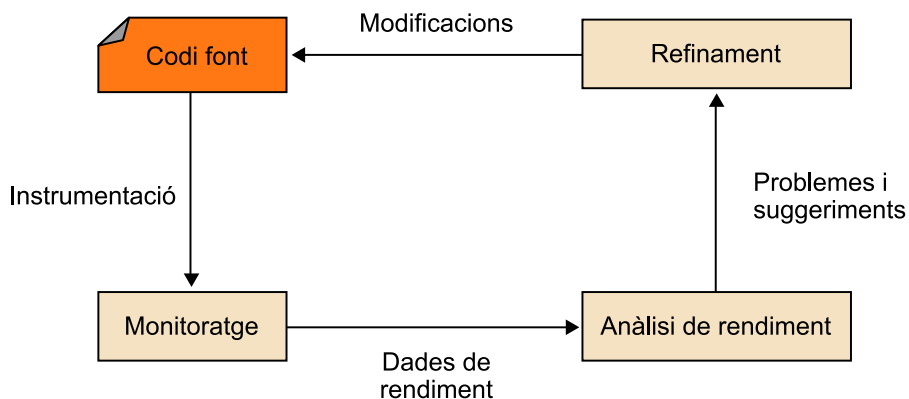 Modificacions
Codi font
Refinament
Instrumentació
Problemes i
suggeriments
Monitoratge
Anàlisi de rendiment
Dades de
rendiment